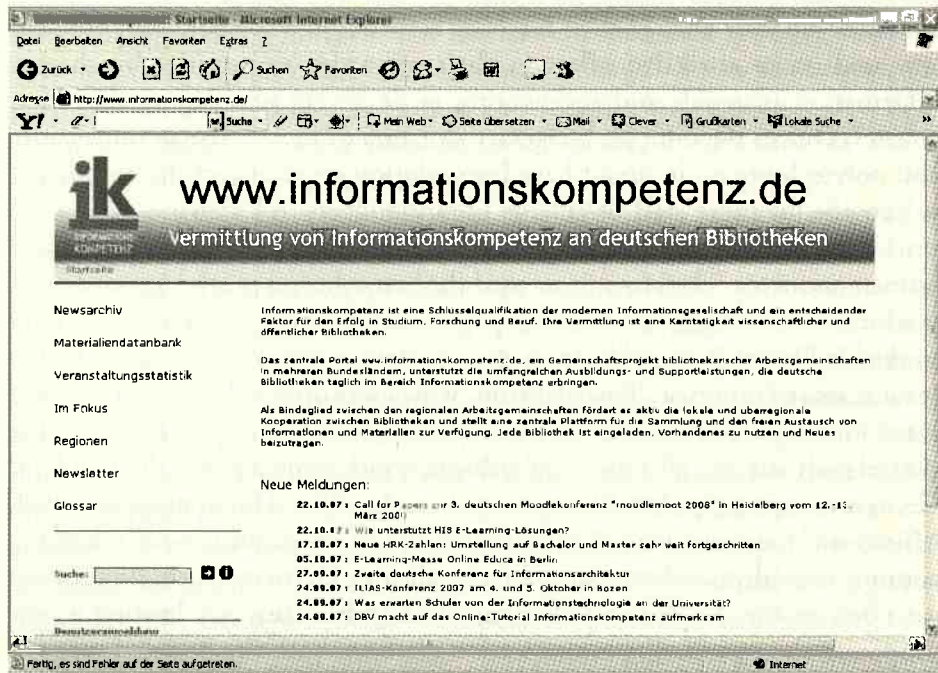 Startseite - Microsoft Internet Explorer
Datei Bearbeiten Ansicht Favoriten Extras ?
Zurück Suchen Favoriten
Adresse http://www.informationskompetenz.de/
Y! Suche Mein Web Seite übersetzen Mail Clever Grußkarten Lokale Suche »
ik
www.informationskompetenz.de
INFORMATIONS
KOMPETENZ
Vermittlung von Informationskompetenz an deutschen Bibliotheken
Startseite
Newsarchiv
Materialiendatanbank
Veranstaltungsstatistik
Im Fokus
Regionen
Newsletter
Glossar
Suche:
Informationskompetenz ist eine Schlüsselqualifikation der modernen Informationsgesellschaft und ein entscheidender
Faktor für den Erfolg in Studium, Forschung und Beruf. Ihre Vermittlung ist eine Kerntätigkeit wissenschaftlicher und
öffentlicher Bibliotheken.
Das zentrale Portal www.informationskompetenz.de, ein Gemeinschaftsprojekt bibliothekarischer Arbeitsgemeinschaften
in mehreren Bundesländern, unterstützt die umfangreichen Ausbildungs- und Supportleistungen, die deutsche
Bibliotheken täglich im Bereich Informationskompetenz erbringen.
Als Bindeglied zwischen den regionalen Arbeitsgemeinschaften fördert es aktiv die lokale und überregionale
Kooperation zwischen Bibliotheken und stellt eine zentrale Plattform für die Sammlung und den freien Austausch von
Informationen und Materialien zur Verfügung. Jede Bibliothek ist eingeladen, Vorhandenes zu nutzen und Neues
beizutragen.
Neue Meldungen:
22.10.07: Call for Papers zur 3. deutschen Moodlekonferenz "moodlemoot 2008" in Heidelberg vom 12.-13.
März 200
22.10.07: Wie unterstützt HIS E-Learning-Lösungen?
17.10.07: Neue HRK-Zahlen: Umstellung auf Bachelor und Master sehr weit fortgeschritten
05.10.07: E-Learning-Messe Online Educa in Berlin
27.09.07: Zweite deutsche Konferenz für Informationsarchitektur
24.09.07: ILIAS-Konferenz 2007 am 4. und 5. Oktober in Bozen
24.09.07: Was erwarten Schüler von der Informationstechnologie an der Universität?
24.09.07: DBV macht auf das Online-Tutorial Informationskompetenz aufmerksam
Fertig, es sind Fehler auf der Seite aufgetreten.
Internet